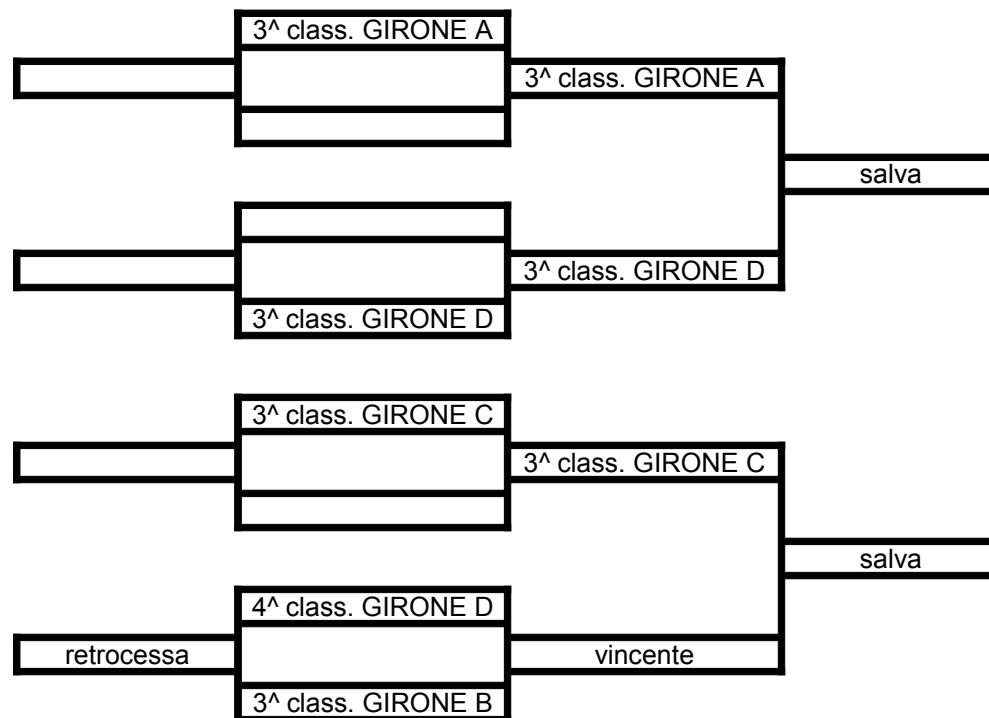 3^ class. GIRONE A
3^ class. GIRONE A
salva
3^ class. GIRONE D
3^ class. GIRONE D
3^ class. GIRONE C
3^ class. GIRONE C
salva
4^ class. GIRONE D
retrocessa
vincente
3^ class. GIRONE B